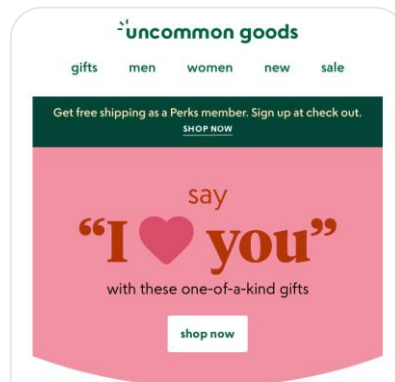 uncommon goods
gifts men women new sale
Get free shipping as a Perks member. Sign up at check out.
SHOP NOW
say
“I ❤ you”
with these one-of-a-kind gifts
shop now